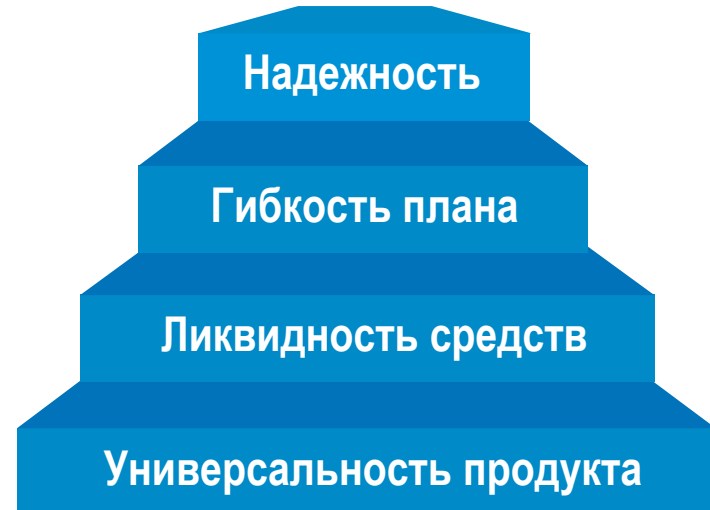 Надежность
Гибкость плана
Ликвидность средств
Универсальность продукта